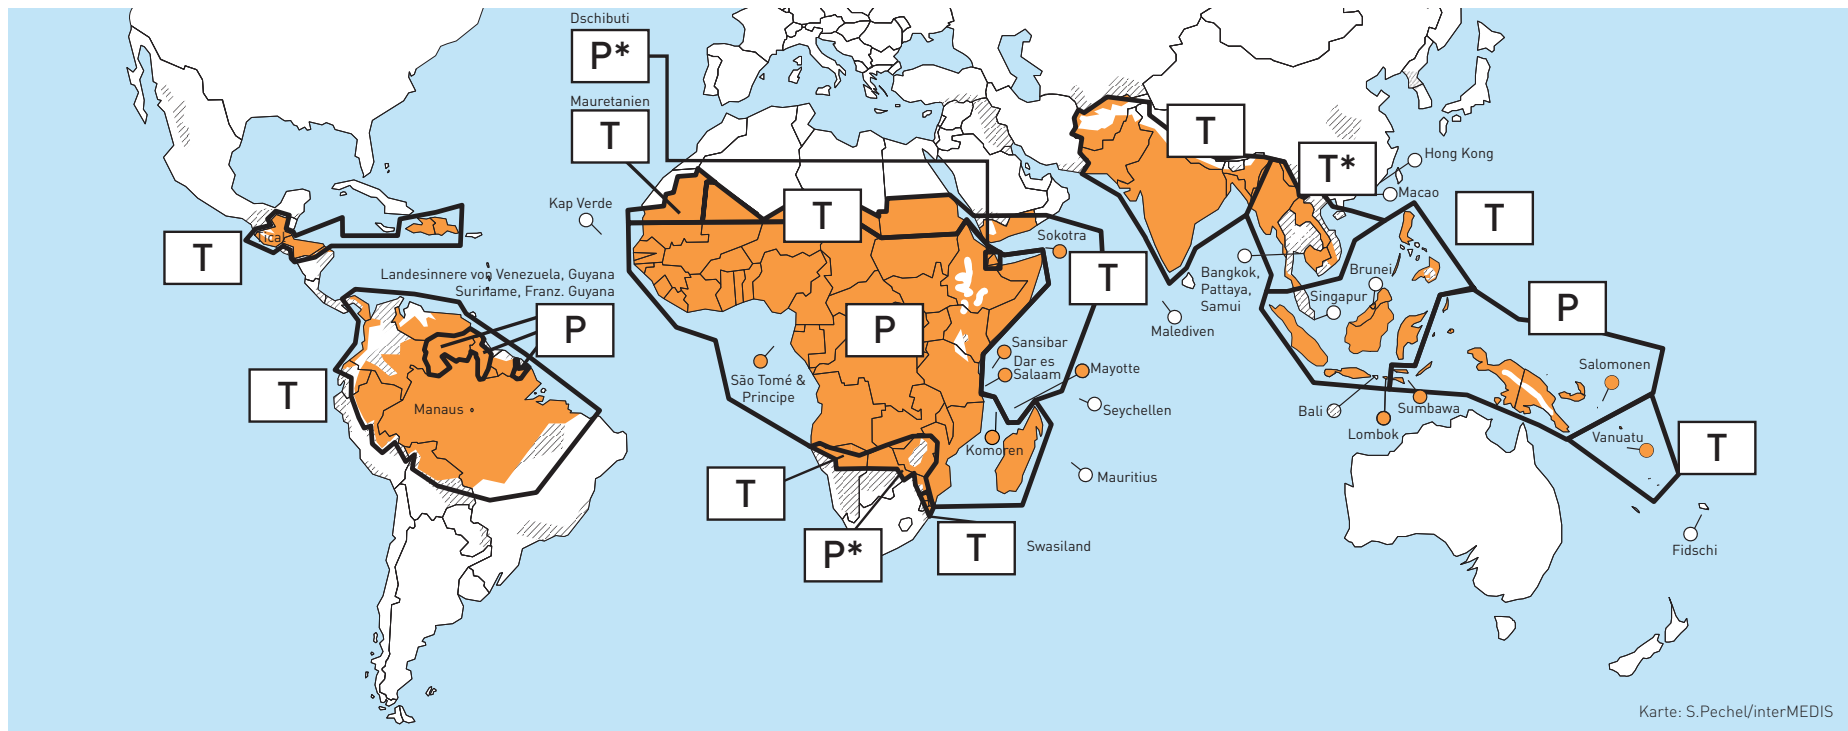 Dschibuti
P*
Mauretanien
T
Kap Verde
T
T
T*
Hong Kong
Macao
T
Sokotra
T
T
tical
Landesinnere von Venezuela, Guyana
Suriname, Franz. Guyana
P
P
Bangkok,
Pattaya,
Samui
Brunei
Singapur
Malediven
P
Sansibar
Dar es
Salaam
Mayotte
São Tomé &
Principe
Seychellen
T
Manaus
Salomonen
Bali
Sumbawa
Lombok
Vanuatu
T
Komoren
Mauritius
T
P*
T
Swasiland
Fidschi
Karte: S.Pechel/interMEDIS